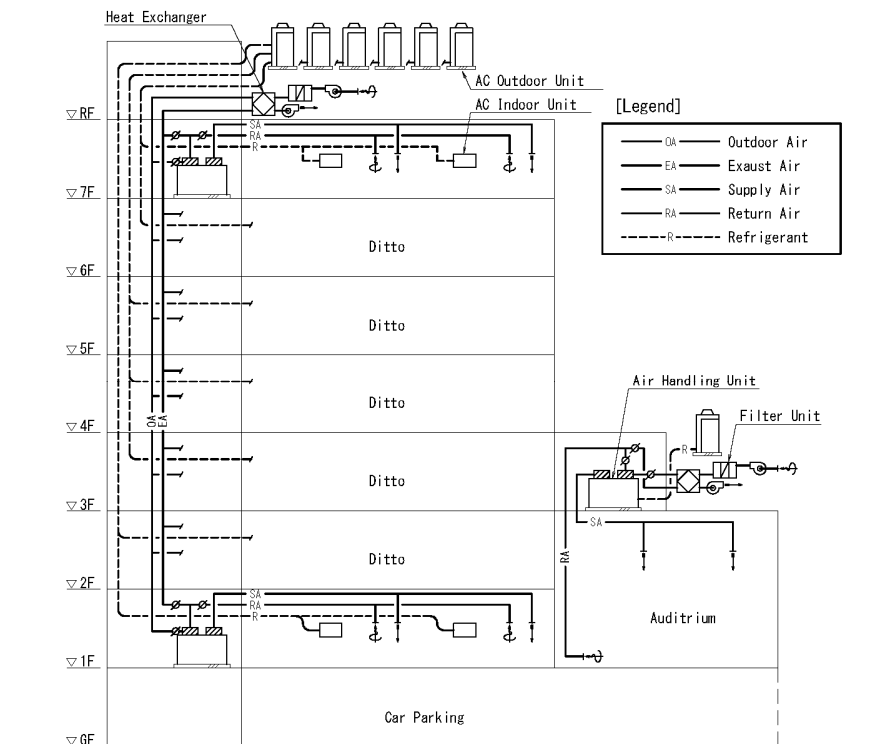 Heat Exchanger
AC Outdoor Unit
AC Indoor Unit
[Legend]
OA Outdoor Air
EA Exaust Air
SA Supply Air
RA Return Air
R Refrigerant
▽RF
SA
RA
R
▽7F
Ditto
▽6F
Ditto
▽5F
Ditto
Air Handling Unit
Filter Unit
OA
EA
▽4F
R
Ditto
▽3F
SA
RA
Ditto
▽2F
SA
RA
R
Auditrium
▽1F
Car Parking
▽GF